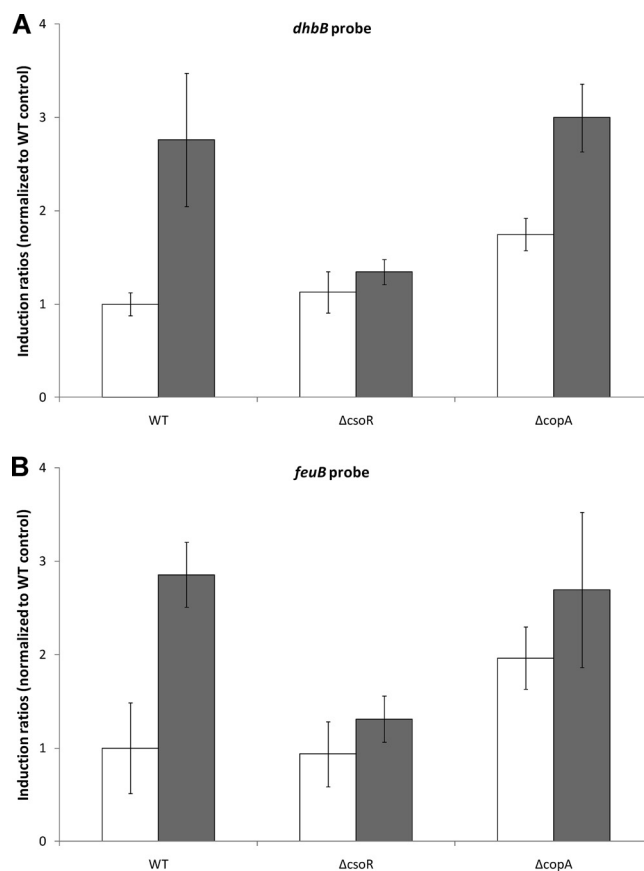 A
dhbB probe
Induction ratios (normalized to WT control)
4
3
2
1
0
WT
ΔcsoR
ΔcopA
B
feuB probe
Induction ratios (normalized to WT control)
4
3
2
1
0
WT
ΔcsoR
ΔcopA